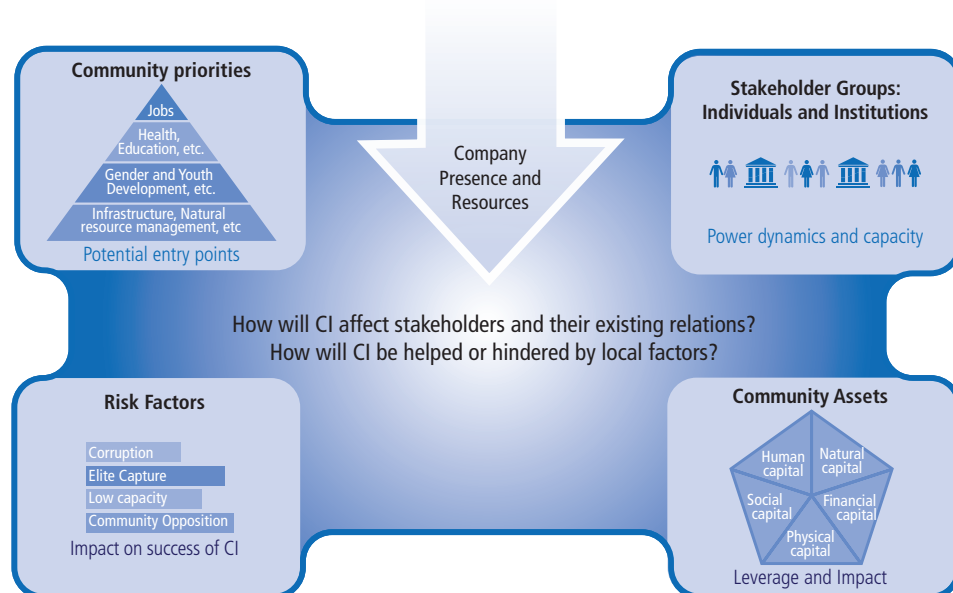 Community priorities
Jobs
Health,
Education, etc.
Gender and Youth
Development, etc.
Infrastructure, Natural
resource management, etc
Potential entry points
Company
Presence and
Resources
Stakeholder Groups:
Individuals and Institutions
Power dynamics and capacity
How will CI affect stakeholders and their existing relations?
How will CI be helped or hindered by local factors?
Risk Factors
Corruption
Elite Capture
Low capacity
Community Opposition
Impact on success of CI
Community Assets
Human
capital
Natural
capital
Social
capital
Financial
capital
Physical
capital
Leverage and Impact